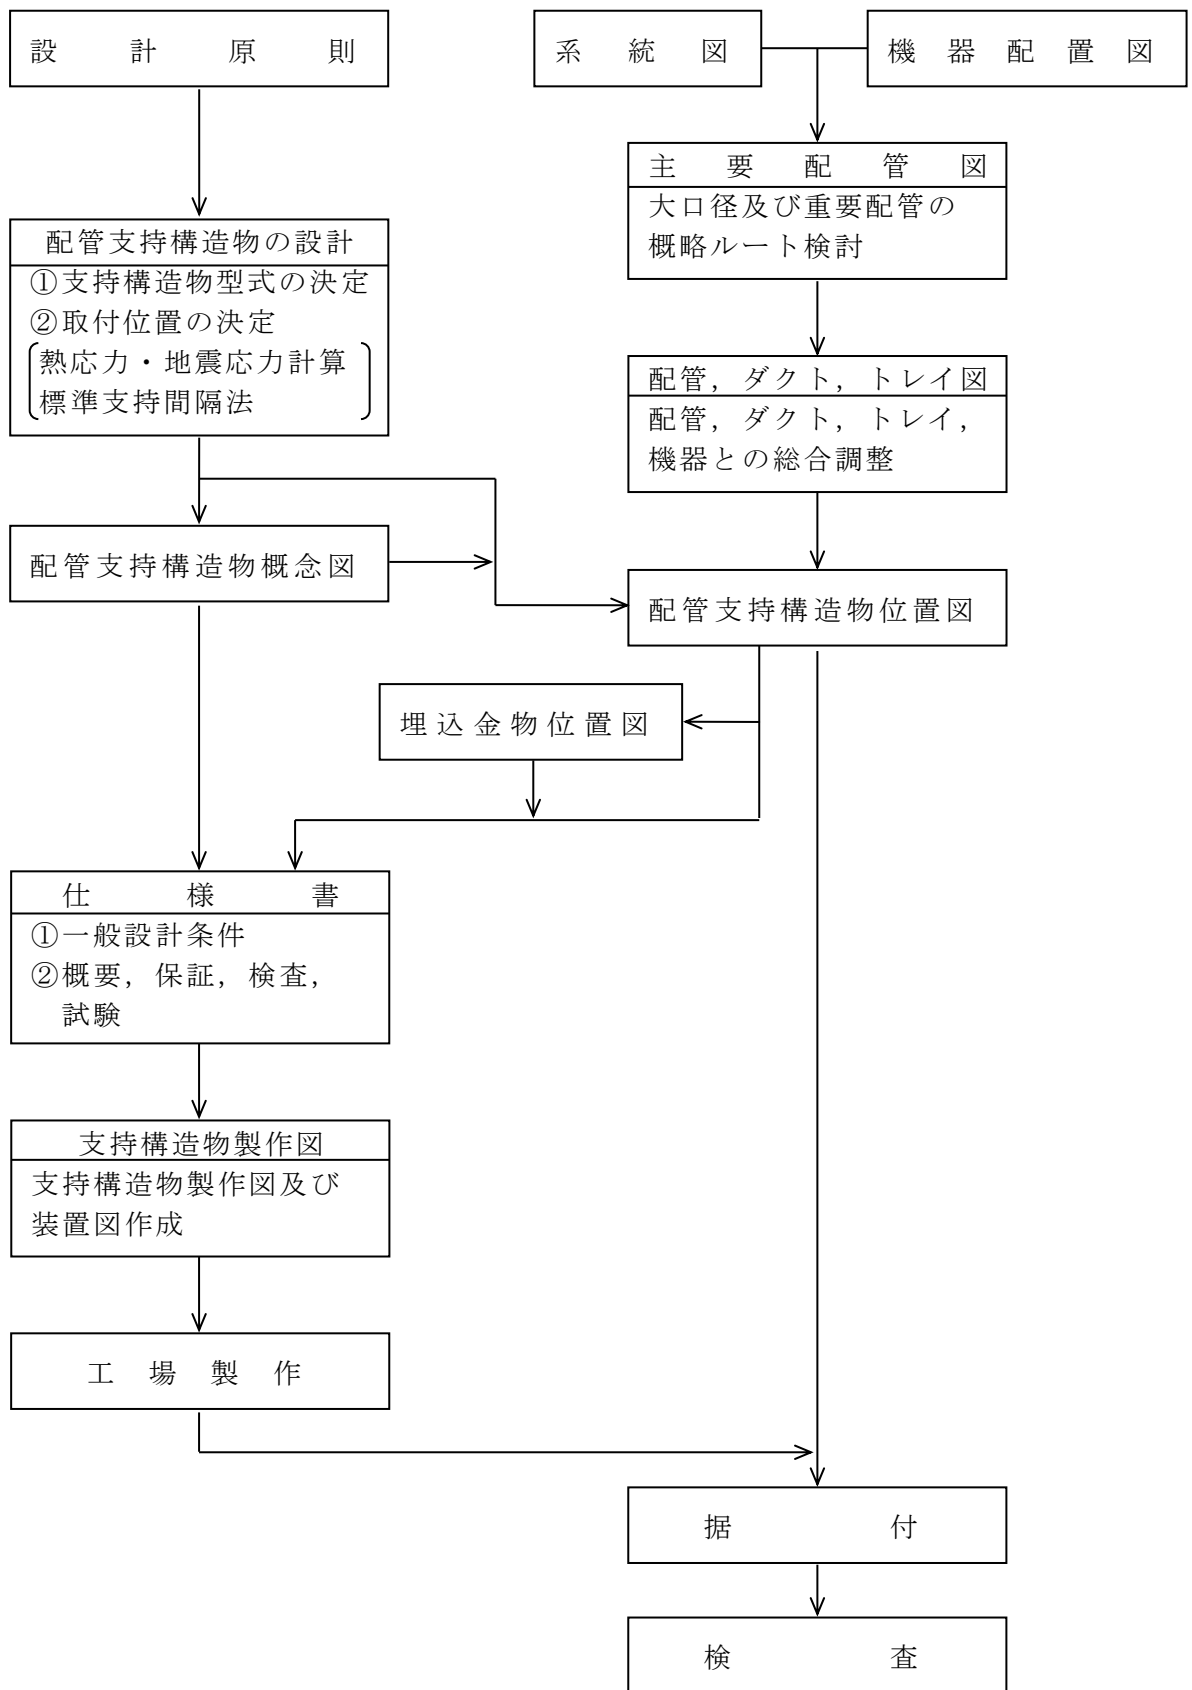 設計原則
系統図
機器配置図
主要配管図
大口径及び重要配管の
概略ルート検討
配管支持構造物の設計
①支持構造物型式の決定
②取付位置の決定
熱応力・地震応力計算
標準支持間隔法
配管，ダクト，トレイ図
配管，ダクト，トレイ，
機器との総合調整
配管支持構造物概念図
配管支持構造物位置図
埋込金物位置図
仕様書
①一般設計条件
②概要，保証，検査，
試験
支持構造物製作図
支持構造物製作図及び
装置図作成
工場製作
据付
検査